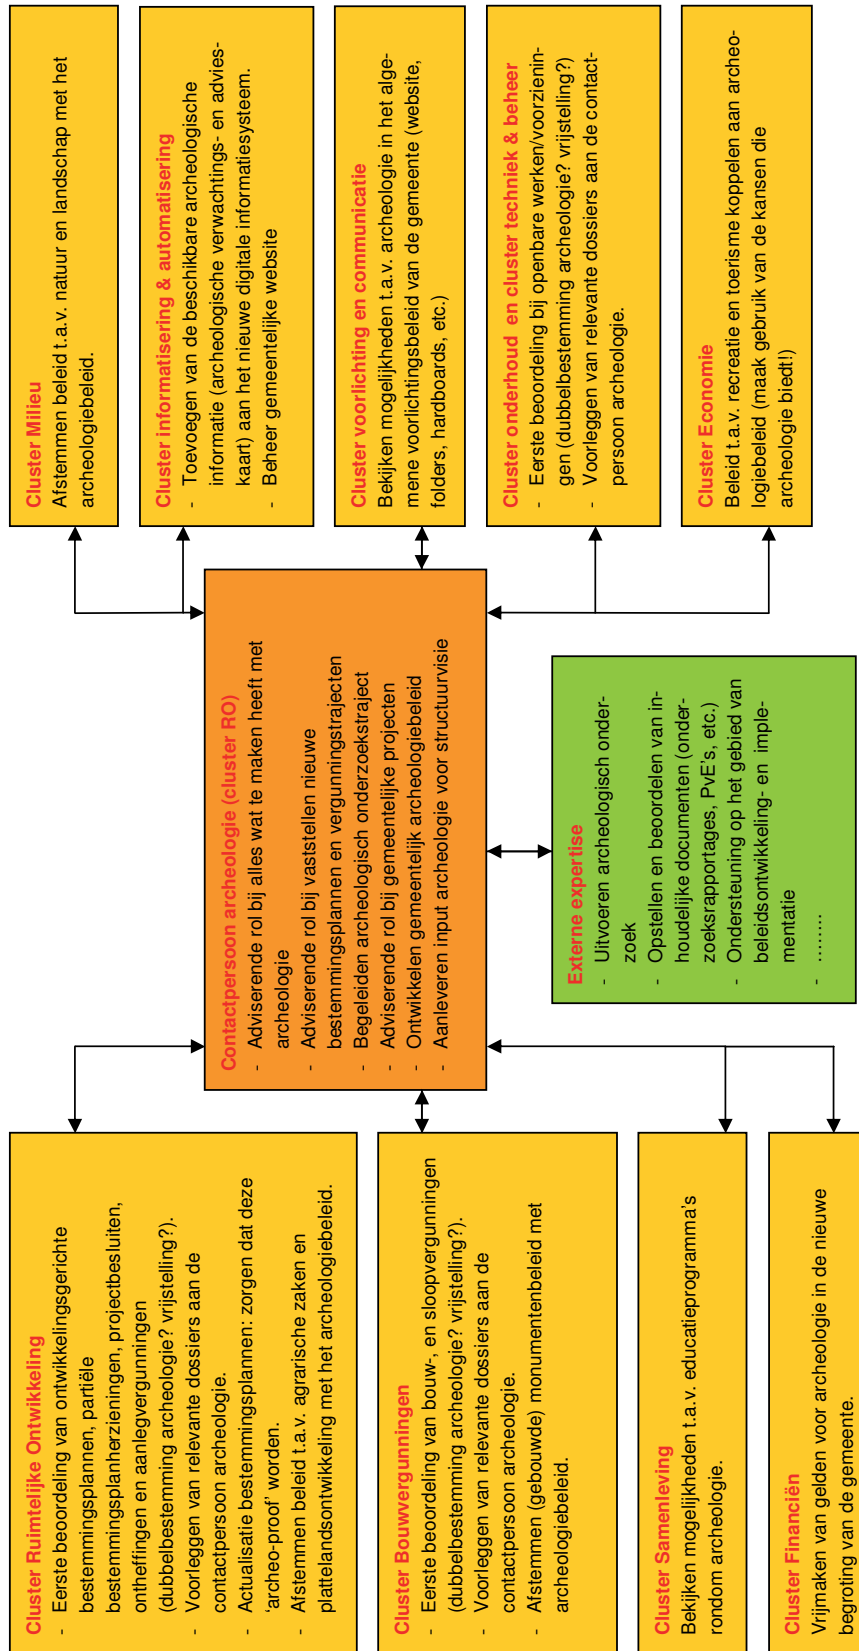 Cluster Ruimtelijke Ontwikkeling
- Eerste beoordeling van ontwikkelingsgerichte
bestemmingsplannen, partiële
bestemmingsplanherzieningen, projectbesluiten,
ontheffingen en aanlegvergunningen
(dubbelbestemming archeologie? vrijstelling?).
- Voorleggen van relevante dossiers aan de
contactpersoon archeologie.
- Actualisatie bestemmingsplannen: zorgen dat deze
'archeo-proof' worden.
- Afstemmen beleid t.a.v. agrarische zaken en
plattelandsontwikkeling met het archeologiebeleid.
Cluster Bouwvergunningen
- Eerste beoordeling van bouw-, en sloopvergunningen
(dubbelbestemming archeologie? vrijstelling?).
- Voorleggen van relevante dossiers aan de
contactpersoon archeologie.
- Afstemmen (gebouwde) monumentenbeleid met
archeologiebeleid.
Cluster Samenleving
Bekijken mogelijkheden t.a.v. educatieprogramma's
rondom archeologie.
Cluster Financiën
Vrijmaken van gelden voor archeologie in de nieuwe
begroting van de gemeente.
Contactpersoon archeologie (cluster RO)
- Adviserende rol bij alles wat te maken heeft met
archeologie
- Adviserende rol bij vaststellen nieuwe
bestemmingsplannen en vergunningstrajecten
- Begeleiden archeologisch onderzoekstraject
- Adviserende rol bij gemeentelijke projecten
- Ontwikkelen gemeentelijk archeologiebeleid
- Aanleveren input archeologie voor structuurvisie
Externe expertise
- Uitvoeren archeologisch onder-
zoek
- Opstellen en beoordelen van in-
houdelijke documenten (onder-
zoeksrapportages, PvE's, etc.)
- Ondersteuning op het gebied van
beleidsontwikkeling- en imple-
mentatie
- ........
Cluster Milieu
Afstemmen beleid t.a.v. natuur en landschap met het
archeologiebeleid.
Cluster informatisering & automatisering
- Toevoegen van de beschikbare archeologische
informatie (archeologische verwachtings- en advies-
kaart) aan het nieuwe digitale informatiesysteem.
- Beheer gemeentelijke website
Cluster voorlichting en communicatie
Bekijken mogelijkheden t.a.v. archeologie in het alge-
mene voorlichtingsbeleid van de gemeente (website,
folders, hardboards, etc.)
Cluster onderhoud en cluster techniek & beheer
- Eerste beoordeling bij openbare werken/voorzienin-
gen (dubbelbestemming archeologie? vrijstelling?)
- Voorleggen van relevante dossiers aan de contact-
persoon archeologie.
Cluster Economie
Beleid t.a.v. recreatie en toerisme koppelen aan archeo-
logiebeleid (maak gebruik van de kansen die
archeologie biedt!)